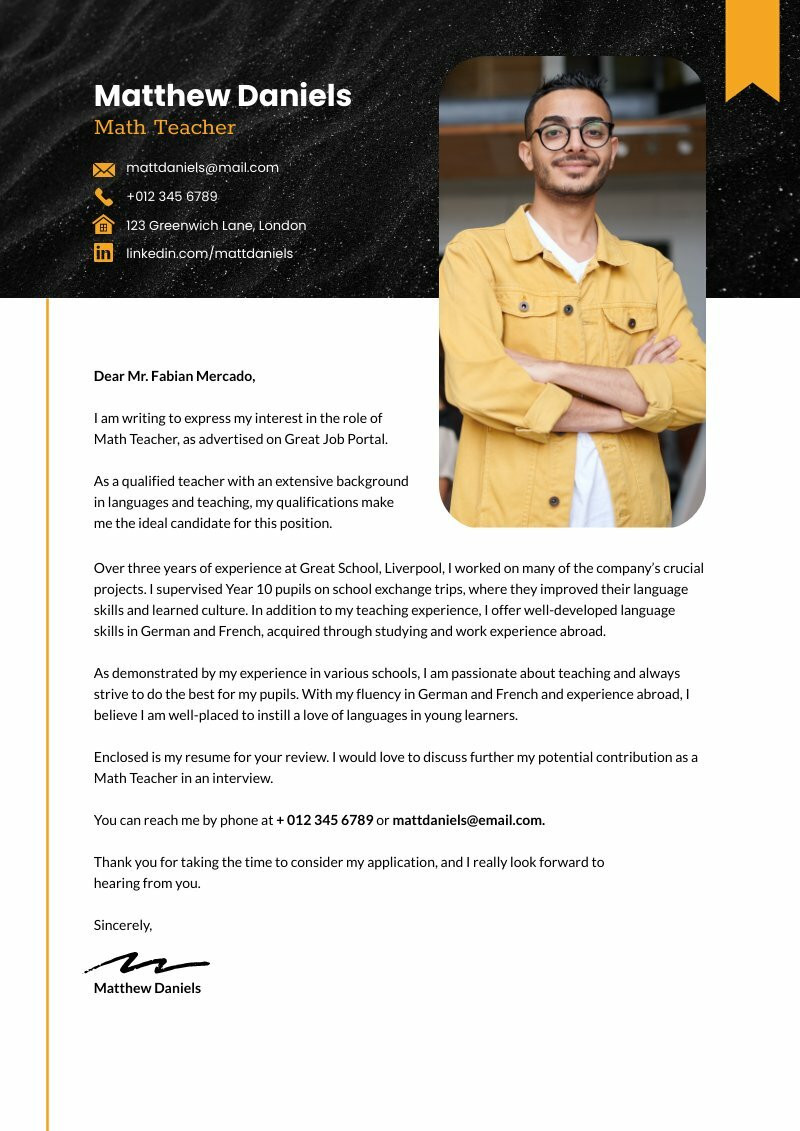 Matthew Daniels
Math Teacher
mattdaniels@mail.com
+012 345 6789
123 Greenwich Lane, London
in linkedin.com/mattdaniels
Dear Mr. Fabian Mercado,
I am writing to express my interest in the role of
Math Teacher, as advertised on Great Job Portal.
As a qualified teacher with an extensive background
in languages and teaching, my qualifications make
me the ideal candidate for this position.
Over three years of experience at Great School, Liverpool, I worked on many of the company's crucial
projects. I supervised Year 10 pupils on school exchange trips, where they improved their language
skills and learned culture. In addition to my teaching experience, I offer well-developed language
skills in German and French, acquired through studying and work experience abroad.
As demonstrated by my experience in various schools, I am passionate about teaching and always
strive to do the best for my pupils. With my fluency in German and French and experience abroad, I
believe I am well-placed to instill a love of languages in young learners.
Enclosed is my resume for your review. I would love to discuss further my potential contribution as a
Math Teacher in an interview.
You can reach me by phone at + 012 345 6789 or mattdaniels@email.com.
Thank you for taking the time to consider my application, and I really look forward to
hearing from you.
Sincerely,
Matthew Daniels